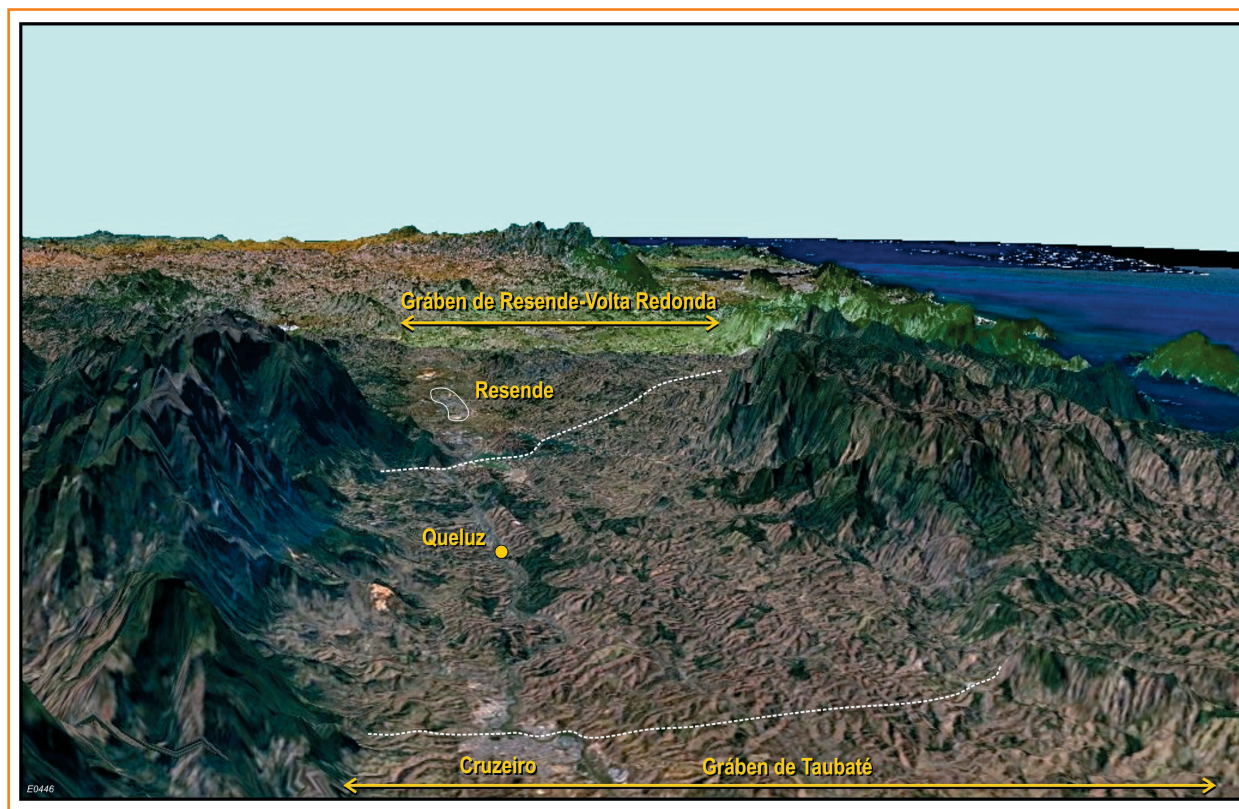 Gráben de Resende-Volta Redonda
Resende
Queluz
Cruzeiro
Gráben de Taubaté
E0446